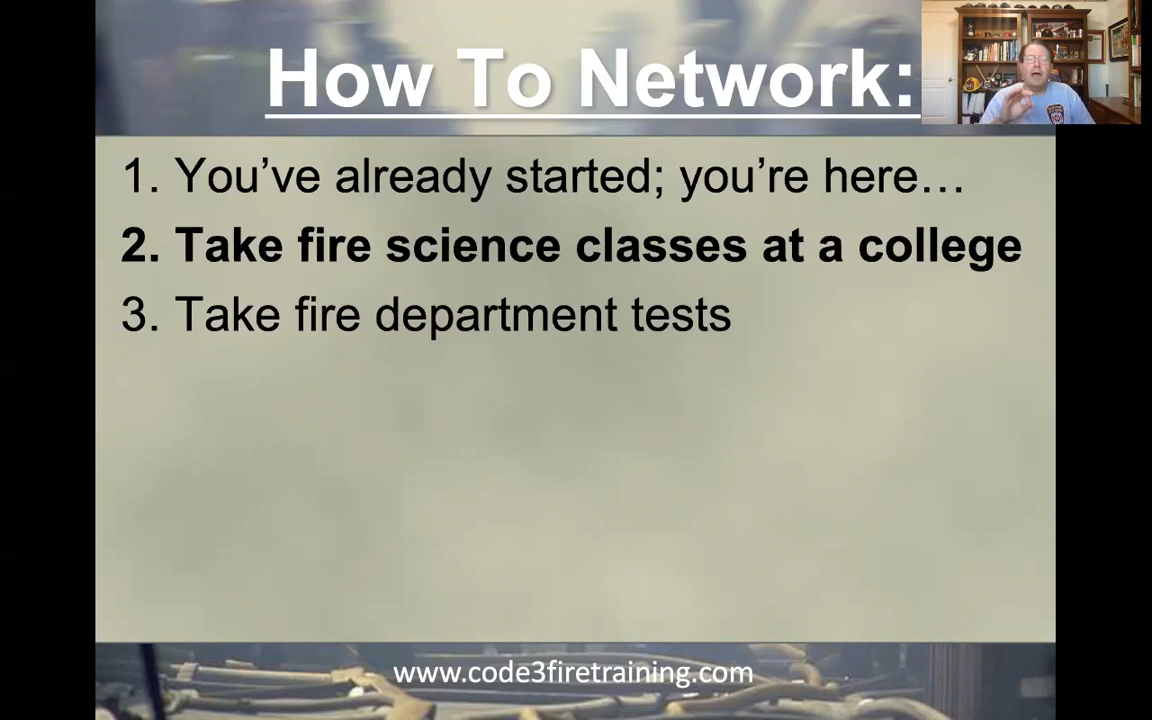 How To Network:
1. You’ve already started; you’re here…
2. Take fire science classes at a college
3. Take fire department tests
www.code3firetraining.com